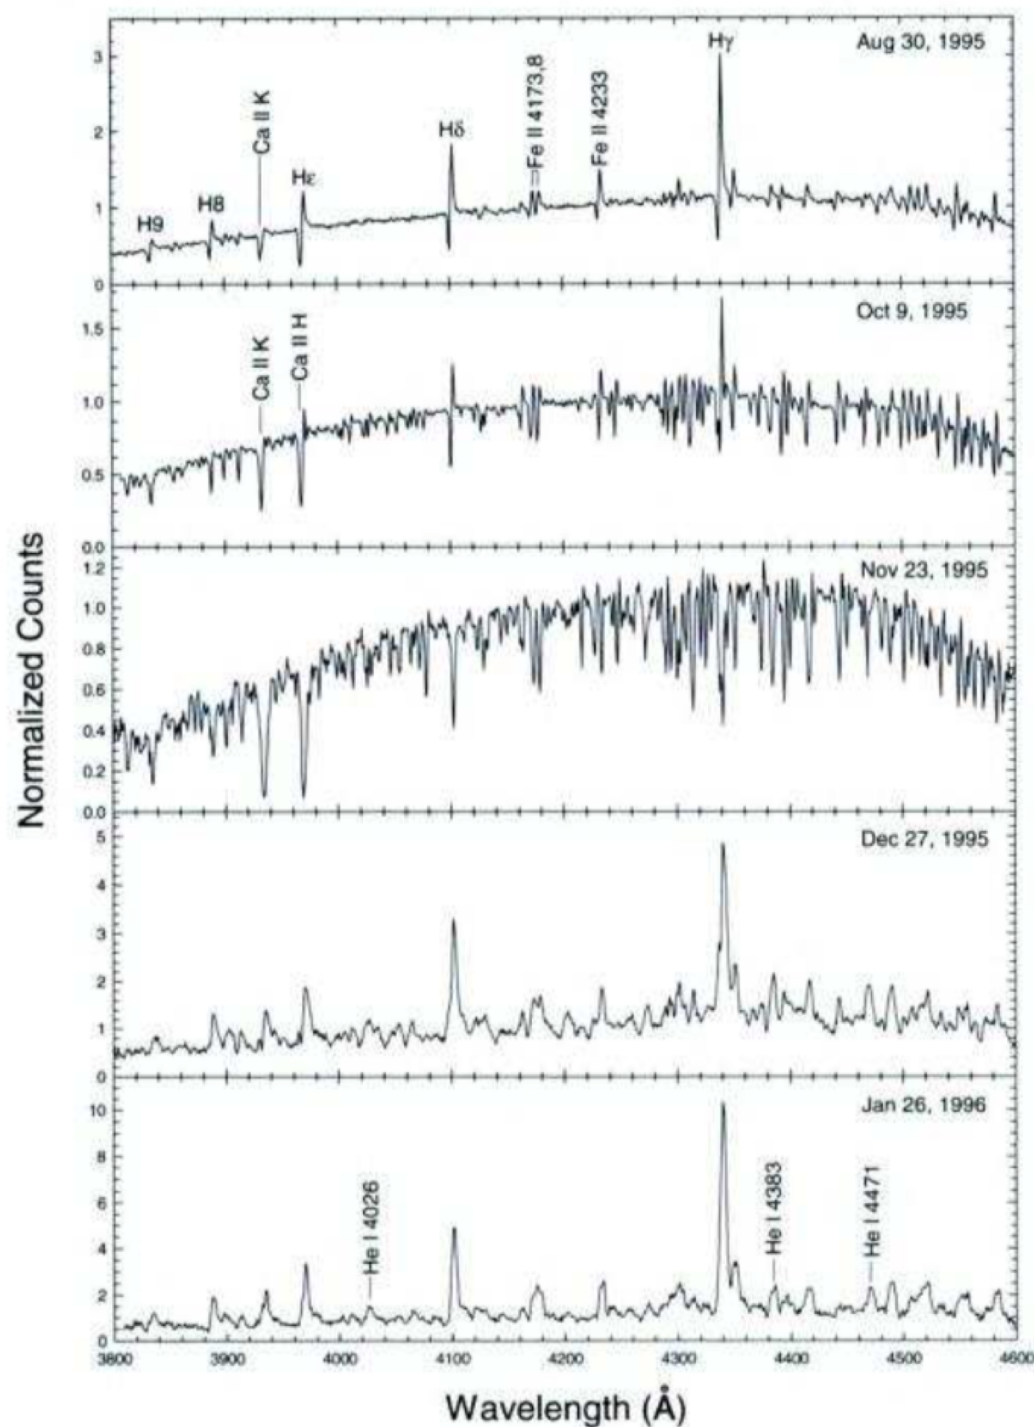 Aug 30, 1995
3
2
1
0
H9
H8
Ca II K
Hε
Hδ
Fe II 4173,8
Fe II 4233
Hγ
Oct 9, 1995
1.5
1.0
0.5
0.0
Ca II K
Ca II H
Nov 23, 1995
1.2
1.0
0.8
0.6
0.4
0.2
0.0
Normalized Counts
Dec 27, 1995
5
4
3
2
1
0
Jan 26, 1996
10
8
6
4
2
0
He I 4026
He I 4383
He I 4471
3800 3900 4000 4100 4200 4300 4400 4500 4600
Wavelength (Å)